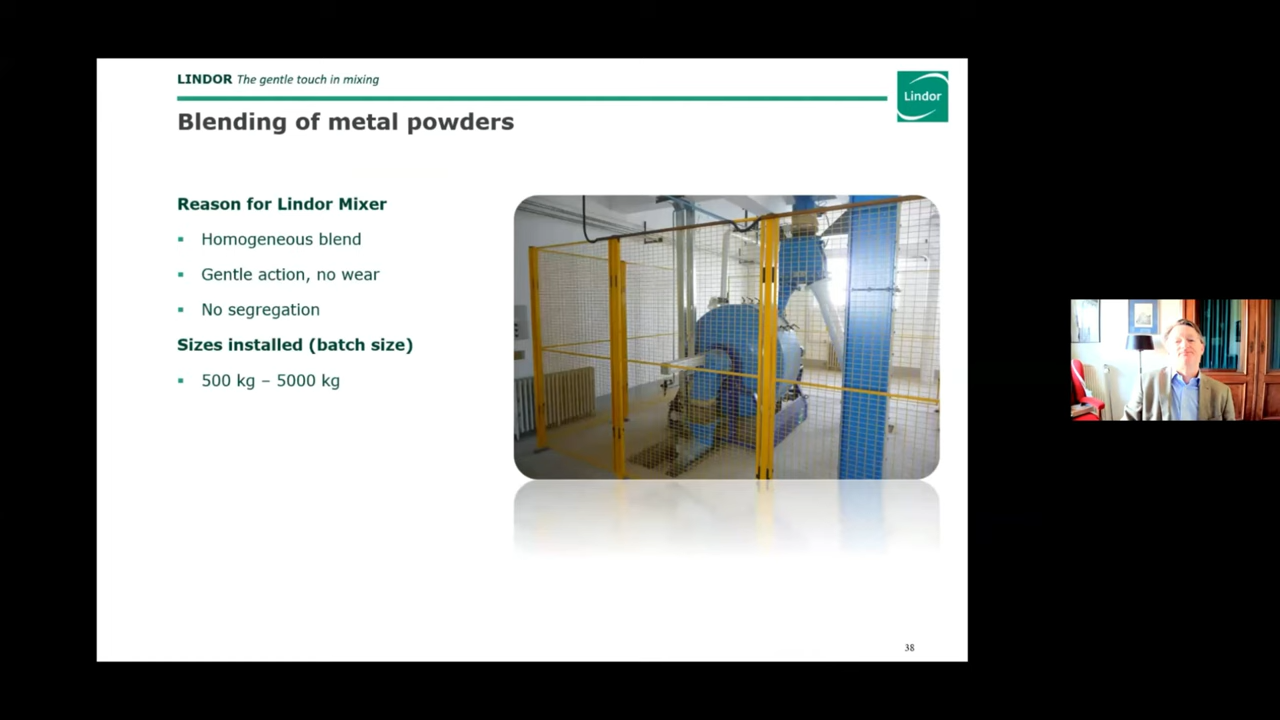 LINDOR The gentle touch in mixing
Lindor
Blending of metal powders
Reason for Lindor Mixer
▪ Homogeneous blend
▪ Gentle action, no wear
▪ No segregation
Sizes installed (batch size)
▪ 500 kg – 5000 kg
38